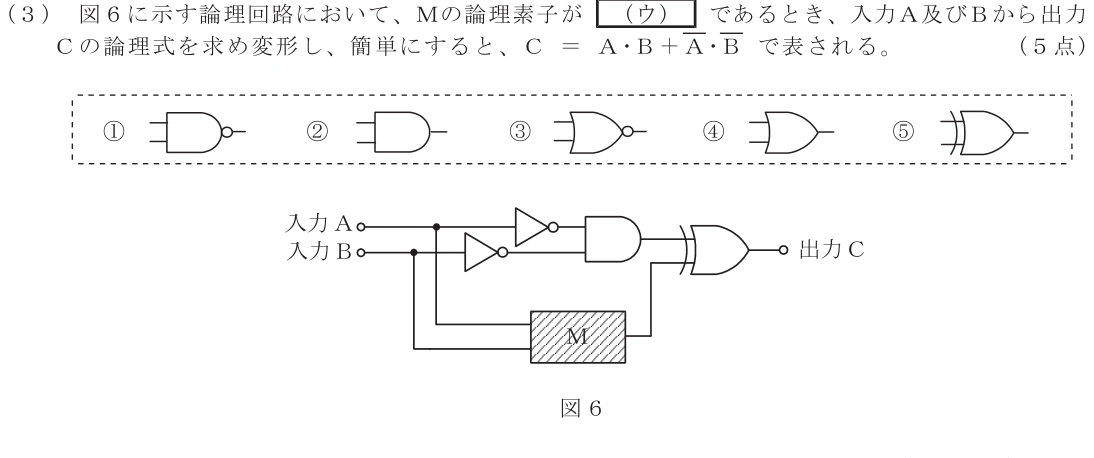 (3) 図6に示す論理回路において、Mの論理素子が (ウ) であるとき、入力A及びBから出力
Cの論理式を求め変形し、簡単にすると、C = A・B+A̅・B̅ で表される。 (5点)
① ② ③ ④ ⑤
入力A
入力B
出力C
M
図6